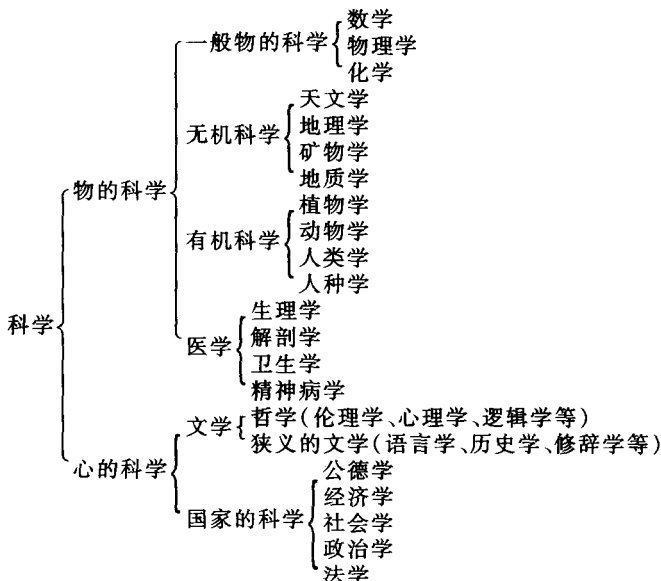 数学
一般物的科学 物理学
化学
天文学
地理学
无机科学
矿物学
地质学
物的科学
植物学
动物学
有机科学
人类学
人种学
科学
生理学
解剖学
医学
卫生学
精神病学
哲学(伦理学、心理学、逻辑学等)
文学
狭义的文学(语言学、历史学、修辞学等)
心的科学
公德学
经济学
国家的科学 社会学
政治学
法学